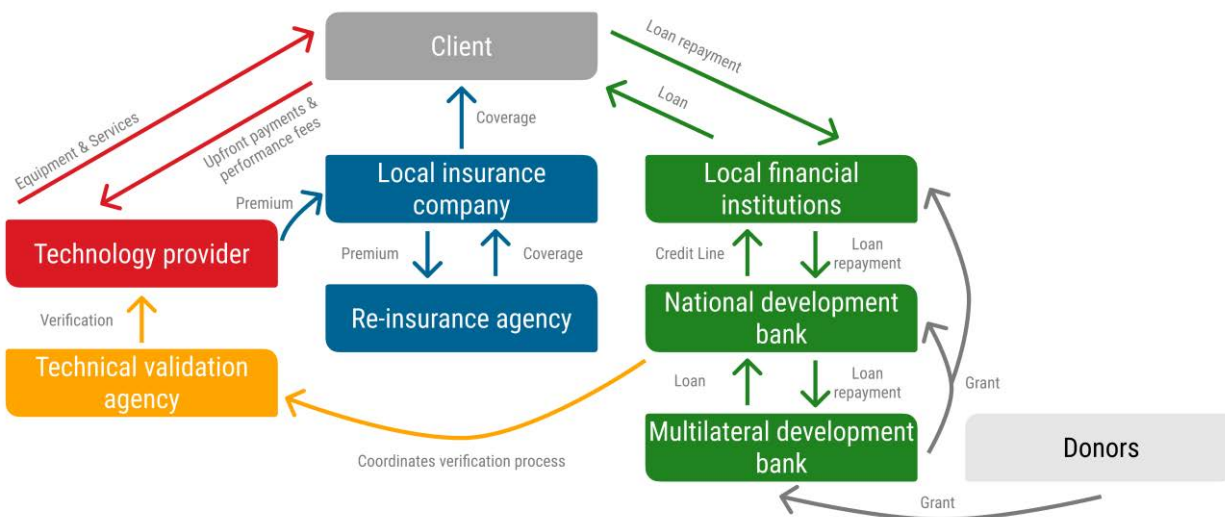 Client
Loan repayment
Loan
Equipment & Services
Upfront payments &
performance fees
Coverage
Local insurance
company
Local financial
institutions
Premium
Technology provider
Premium
Coverage
Credit Line
Loan
repayment
Re-insurance agency
National development
bank
Verification
Technical validation
agency
Loan
Loan
repayment
Grant
Multilateral development
bank
Donors
Coordinates verification process
Grant